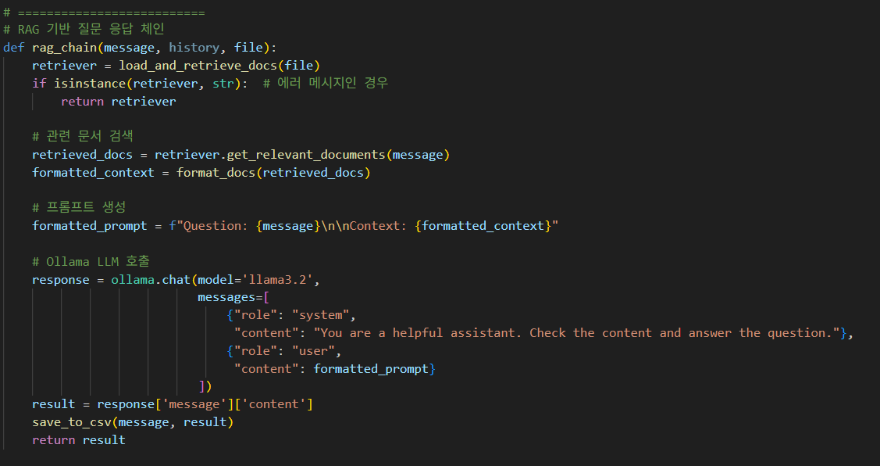 # ==========================
# RAG 기반 질문 응답 체인
def rag_chain(message, history, file):
    retriever = load_and_retrieve_docs(file)
    if isinstance(retriever, str):  # 에러 메시지인 경우
        return retriever

    # 관련 문서 검색
    retrieved_docs = retriever.get_relevant_documents(message)
    formatted_context = format_docs(retrieved_docs)

    # 프롬프트 생성
    formatted_prompt = f"Question: {message}\n\nContext: {formatted_context}"

    # Ollama LLM 호출
    response = ollama.chat(model='llama3.2',
                           messages=[
                               {"role": "system",
                                "content": "You are a helpful assistant. Check the content and answer the question."},
                               {"role": "user",
                                "content": formatted_prompt}
                           ])
    result = response['message']['content']
    save_to_csv(message, result)
    return result